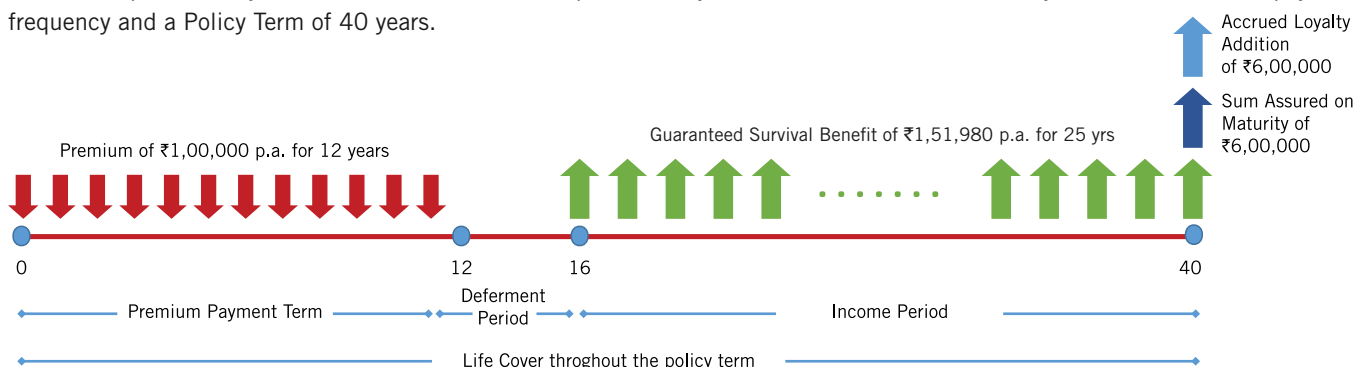 frequency and a Policy Term of 40 years.
Accrued Loyalty
Addition
of ₹6,00,000
Sum Assured on
Maturity of
₹6,00,000
Guaranteed Survival Benefit of ₹1,51,980 p.a. for 25 yrs
Premium of ₹1,00,000 p.a. for 12 years
0
12
16
40
Premium Payment Term
Deferment
Period
Income Period
Life Cover throghout the policy term